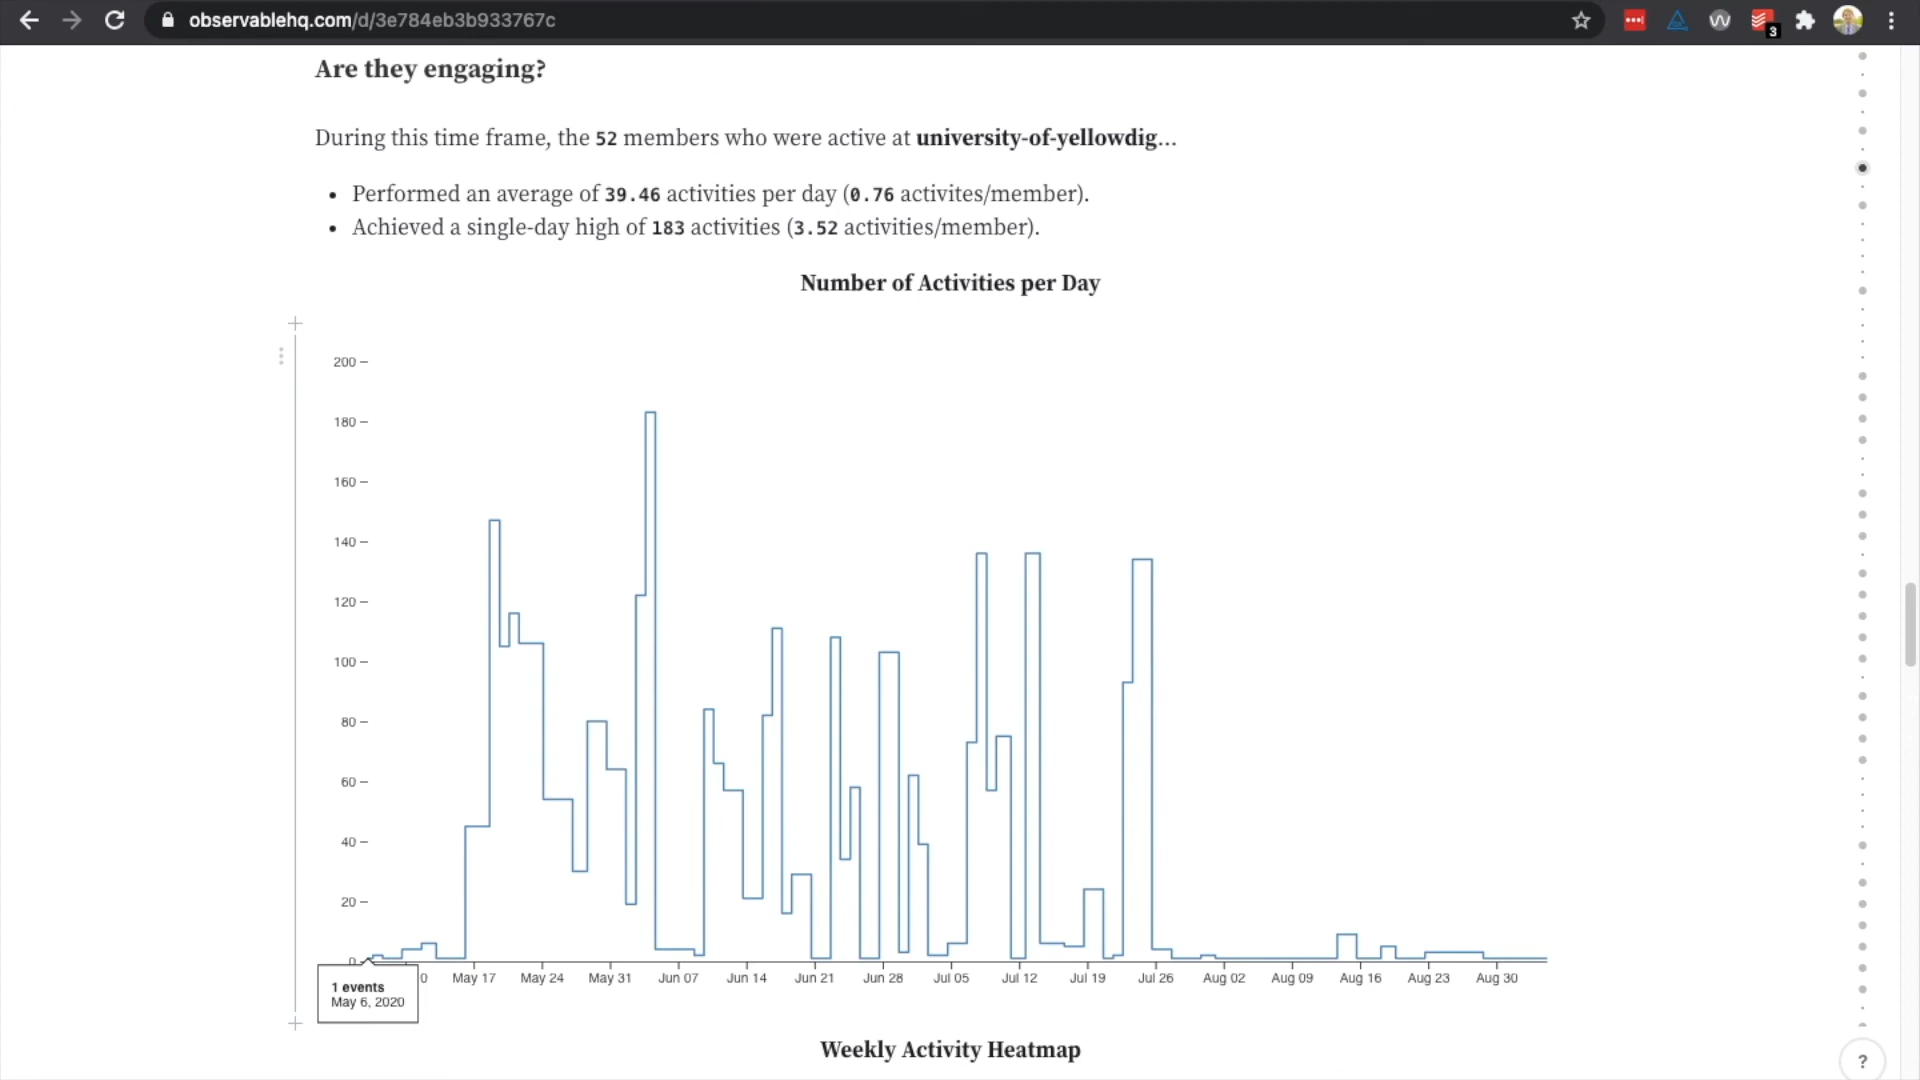 observablehq.com/d/3e784eb3b933767c
3
Are they engaging?
During this time frame, the 52 members who were active at university-of-yellowdig...
• Performed an average of 39.46 activities per day (0.76 activites/member).
• Achieved a single-day high of 183 activities (3.52 activities/member).
Number of Activities per Day
200
180
160
140
120
100
80
60
40
20
0
0 May 17 May 24 May 31 Jun 07 Jun 14 Jun 21 Jun 28 Jul 05 Jul 12 Jul 19 Jul 26 Aug 02 Aug 09 Aug 16 Aug 23 Aug 30
1 events
May 6, 2020
Weekly Activity Heatmap
?